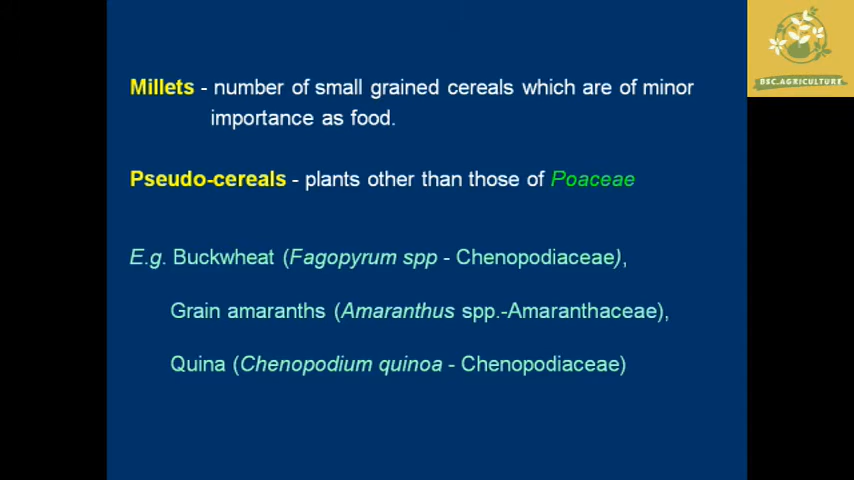 BSC.AGRICULTURE
Millets - number of small grained cereals which are of minor
importance as food.
Pseudo-cereals - plants other than those of Poaceae
E.g. Buckwheat (Fagopyrum spp - Chenopodiaceae),
Grain amaranths (Amaranthus spp.-Amaranthaceae),
Quina (Chenopodium quinoa - Chenopodiaceae)